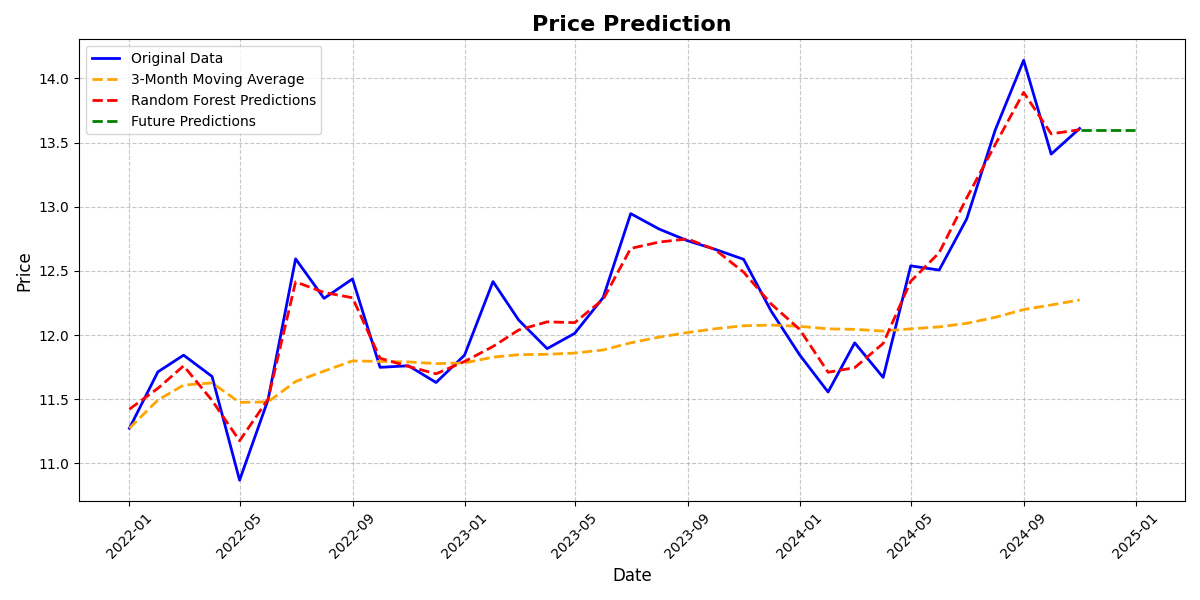 Price Prediction
Original Data
3-Month Moving Average
Random Forest Predictions
Future Predictions
Price
14.0
13.5
13.0
12.5
12.0
11.5
11.0
2022-01
2022-05
2022-09
2023-01
2023-05
2023-09
2024-01
2024-05
2024-09
2025-01
Date